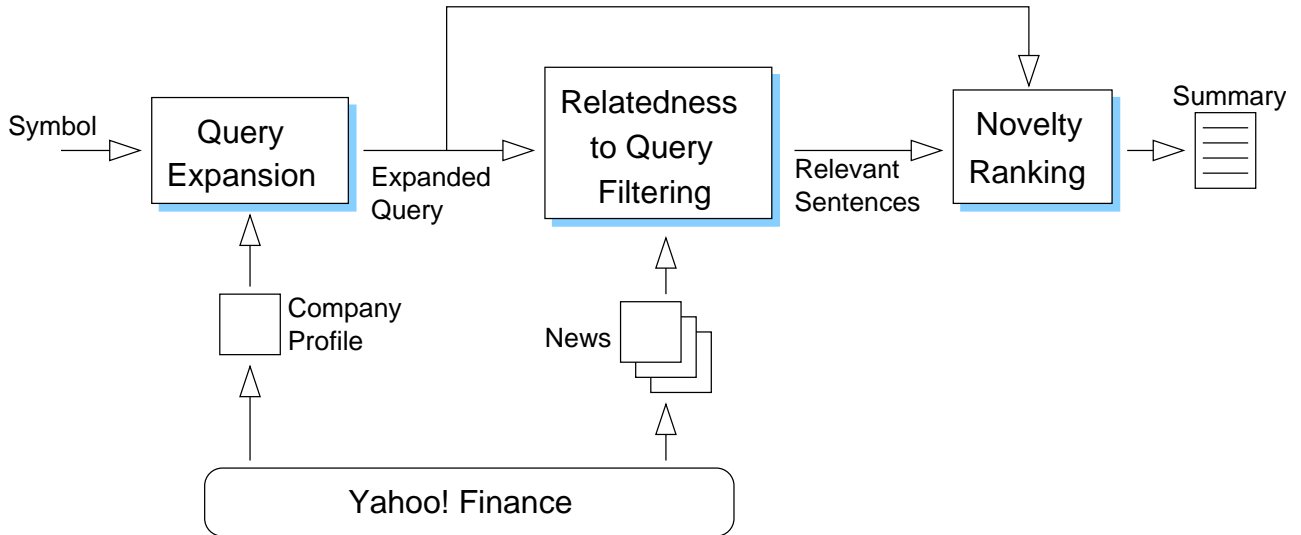 Symbol
Query
Expansion
Expanded
Query
Relatedness
to Query
Filtering
Relevant
Sentences
Novelty
Ranking
Summary
Company
Profile
News
Yahoo! Finance